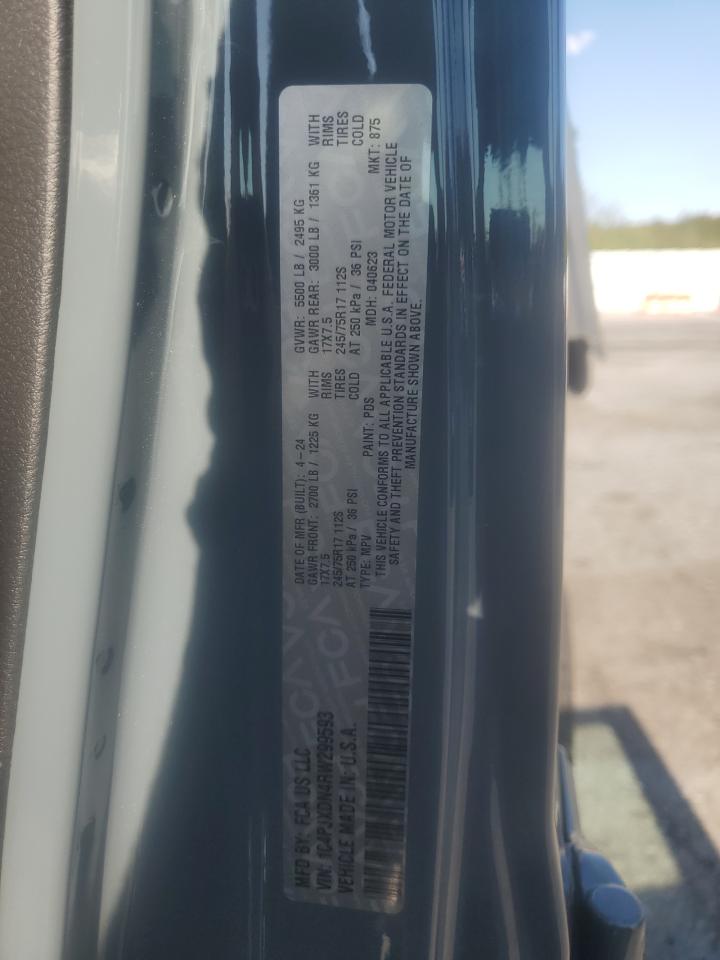 MFD BY: FCA US LLC
VIN: 1C4PJXDN4RW299593
VEHICLE MADE IN: U.S.A.
DATE OF MFR (BUILT): 4-24 GVWR: 5500 LB / 2495 KG
GAWR FRONT: 2700 LB / 1225 KG WITH GAWR REAR: 3000 LB / 1361 KG WITH
17X7.5 RIMS 17X7.5 RIMS
245/75R17 112S TIRES 245/75R17 112S TIRES
AT 250 kPa / 36 PSI COLD AT 250 kPa / 36 PSI COLD
TYPE: MPV PAINT: PDS MDH: 040623 MKT: 875
THIS VEHICLE CONFORMS TO ALL APPLICABLE U.S.A. FEDERAL MOTOR VEHICLE
SAFETY AND THEFT PREVENTION STANDARDS IN EFFECT ON THE DATE OF
MANUFACTURE SHOWN ABOVE.